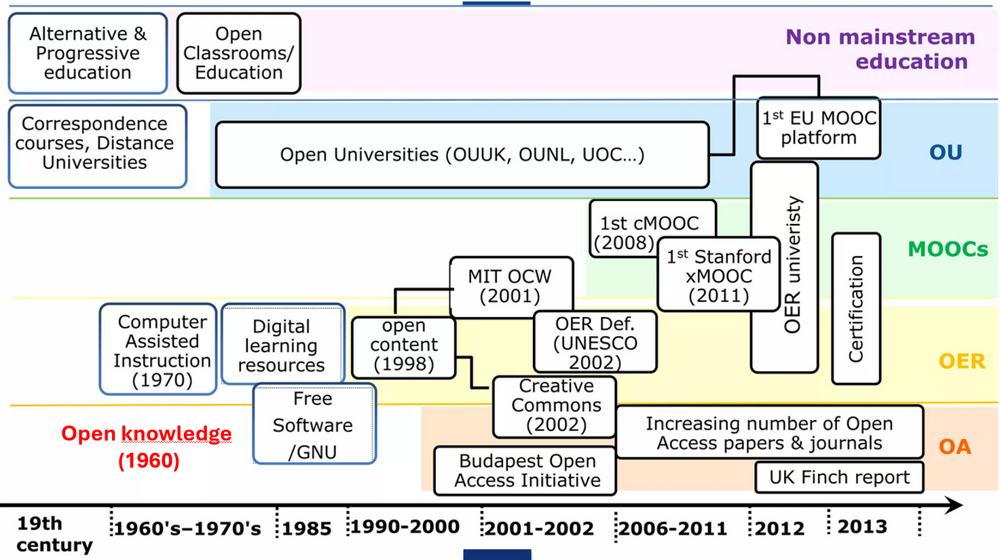 Alternative &
Progressive
education
Open
Classrooms/
Education
Non mainstream
education
Correspondence
courses, Distance
Universities
Open Universities (OUUK, OUNL, UOC...)
1st EU MOOC
platform
OU
1st cMOOC
(2008)
1st Stanford
xMOOC
(2011)
OER univeristy
Certification
MOOCs
MIT OCW
(2001)
Computer
Assisted
Instruction
(1970)
Digital
learning
resources
open
content
(1998)
OER Def.
(UNESCO
2002)
OER
Free
Software
/GNU
Creative
Commons
(2002)
Open knowledge
(1960)
Increasing number of Open
Access papers & journals
OA
Budapest Open
Access Initiative
UK Finch report
19th
century
1960's–1970's
1985
1990-2000
2001-2002
2006-2011
2012
2013